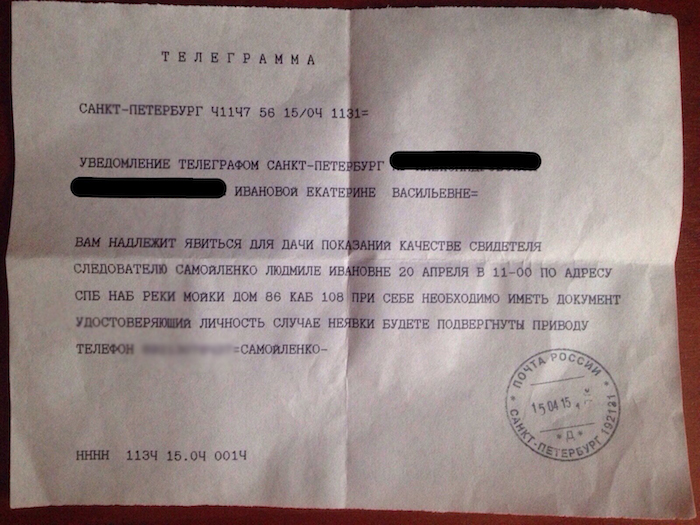 ТЕЛЕГРАММА
САНКТ-ПЕТЕРБУРГ Ч11Ч7 56 15/0Ч 1131=
УВЕДОМЛЕНИЕ ТЕЛЕГРАФОМ САНКТ-ПЕТЕРБУРГ
ИВАНОВОЙ ЕКАТЕРИНЕ ВАСИЛЬЕВНЕ=
ВАМ НАДЛЕЖИТ ЯВИТЬСЯ ДЛЯ ДАЧИ ПОКАЗАНИЙ КАЧЕСТВЕ СВИДЕТЕЛЯ
СЛЕДОВАТЕЛЮ САМОЙЛЕНКО ЛЮДМИЛЕ ИВАНОВНЕ 20 АПРЕЛЯ В 11-00 ПО АДРЕСУ
СПБ НАБ РЕКИ МОЙКИ ДОМ 86 КАБ 108 ПРИ СЕБЕ НЕОБХОДИМО ИМЕТЬ ДОКУМЕНТ
УДОСТОВЕРЯЮЩИЙ ЛИЧНОСТЬ СЛУЧАЕ НЕЯВКИ БУДЕТЕ ПОДВЕРГНУТЫ ПРИВОДУ
ТЕЛЕФОН =САМОЙЛЕНКО-
ПОЧТА РОССИИ
15 04 15
Д
САНКТ-ПЕТЕРБУРГ 192121
НННН 113Ч 15.0Ч 001Ч